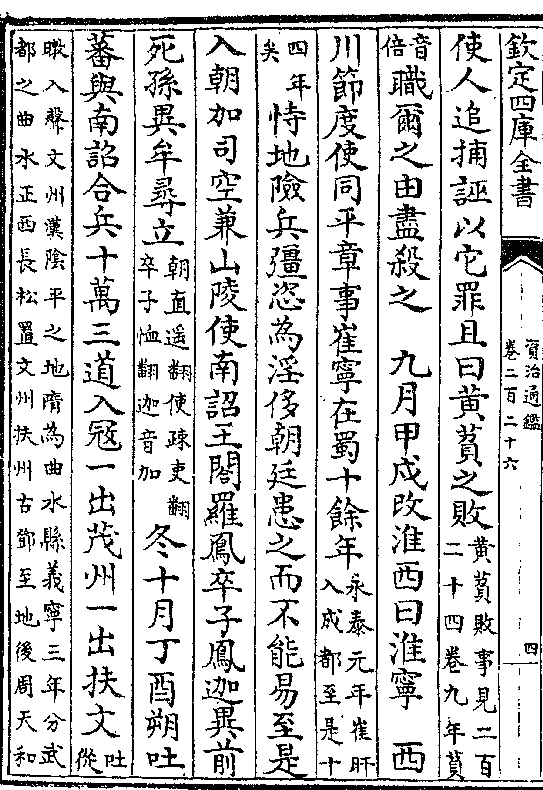 欽定四庫全書
資治通鑑
卷二百二十六
四
使人追捕誣以它罪且曰黄萯之敗黄萯敗事見二百二十四卷九年萯
音倍職爾之由盡殺之　九月甲戌改淮西曰淮寧　西
川節度使同平章事崔寧在蜀十餘年永泰元年崔旰入成都至是十
四年矣恃地險兵彊恣為淫侈朝廷患之而不能易至是
入朝加司空兼山陵使南詔王閤羅鳳卒子鳳迦異前
死孫異牟尋立朝直遥翻使疎吏翻卒子恤翻迦音加　冬十月丁酉朔吐
蕃與南詔合兵十萬三道入寇一出茂州一出扶文吐從
暾入聲文州漢陰平之地隋為曲水縣義寧三年分武都之曲水正西長松置文州扶州古鄧至地後周天和